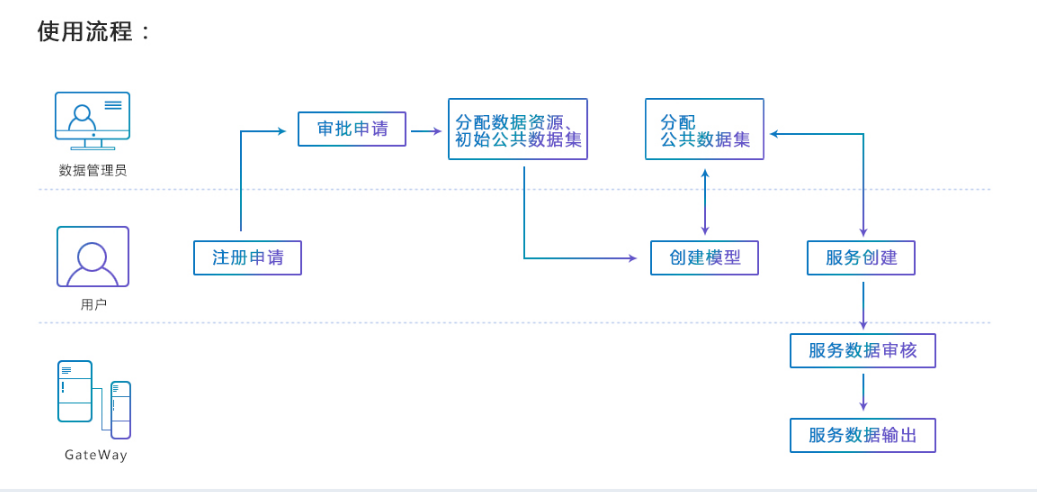 使用流程：
审批申请
分配数据资源、
初始公共数据集
分配
公共数据集
数据管理员
注册申请
创建模型
服务创建
用户
服务数据审核
服务数据输出
GateWay